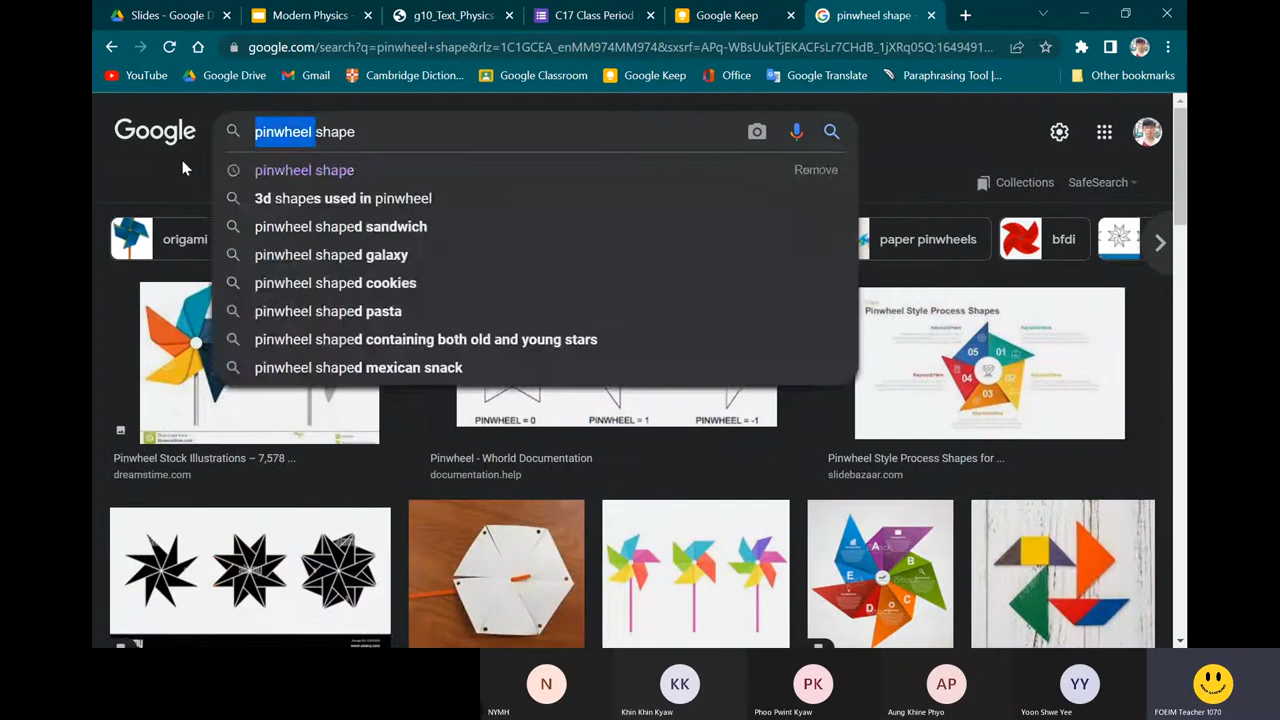 Slides - Google D
Modern Physics -
g10_Text_Physics
C17 Class Period
Google Keep
pinwheel shape -
google.com/search?q=pinwheel+shape&rlz=1C1GCEA_enMM974MM974&sxsrf=APq-WBsUuktTjEKACFsLr7CHdB_1jXRq05Q:1649491...
YouTube
Google Drive
Gmail
Cambridge Diction...
Google Classroom
Google Keep
Office
Google Translate
Paraphrasing Tool |...
Other bookmarks
Google
pinwheel shape
pinwheel shape
Remove
3d shapes used in pinwheel
pinwheel shaped sandwich
pinwheel shaped galaxy
pinwheel shaped cookies
pinwheel shaped pasta
pinwheel shaped containing both old and young stars
pinwheel shaped mexican snack
Collections
SafeSearch
origami
paper pinwheels
bfdi
Pinwheel Style Process Shapes
05
01
04
02
03
PINWHEEL = 0
PINWHEEL = 1
PINWHEEL = -1
Pinwheel Stock Illustrations – 7,578 ...
dreamstime.com
Pinwheel - Whorld Documentation
documentation.help
Pinwheel Style Process Shapes for ...
slidebazaar.com
A
B
C
D
E
N
KK
PK
AP
YY
NYMH
Khin Khin Kyaw
Phoo Pwint Kyaw
Aung Khine Phyo
Yoon Shwe Yee
FOEIM Teacher 1070